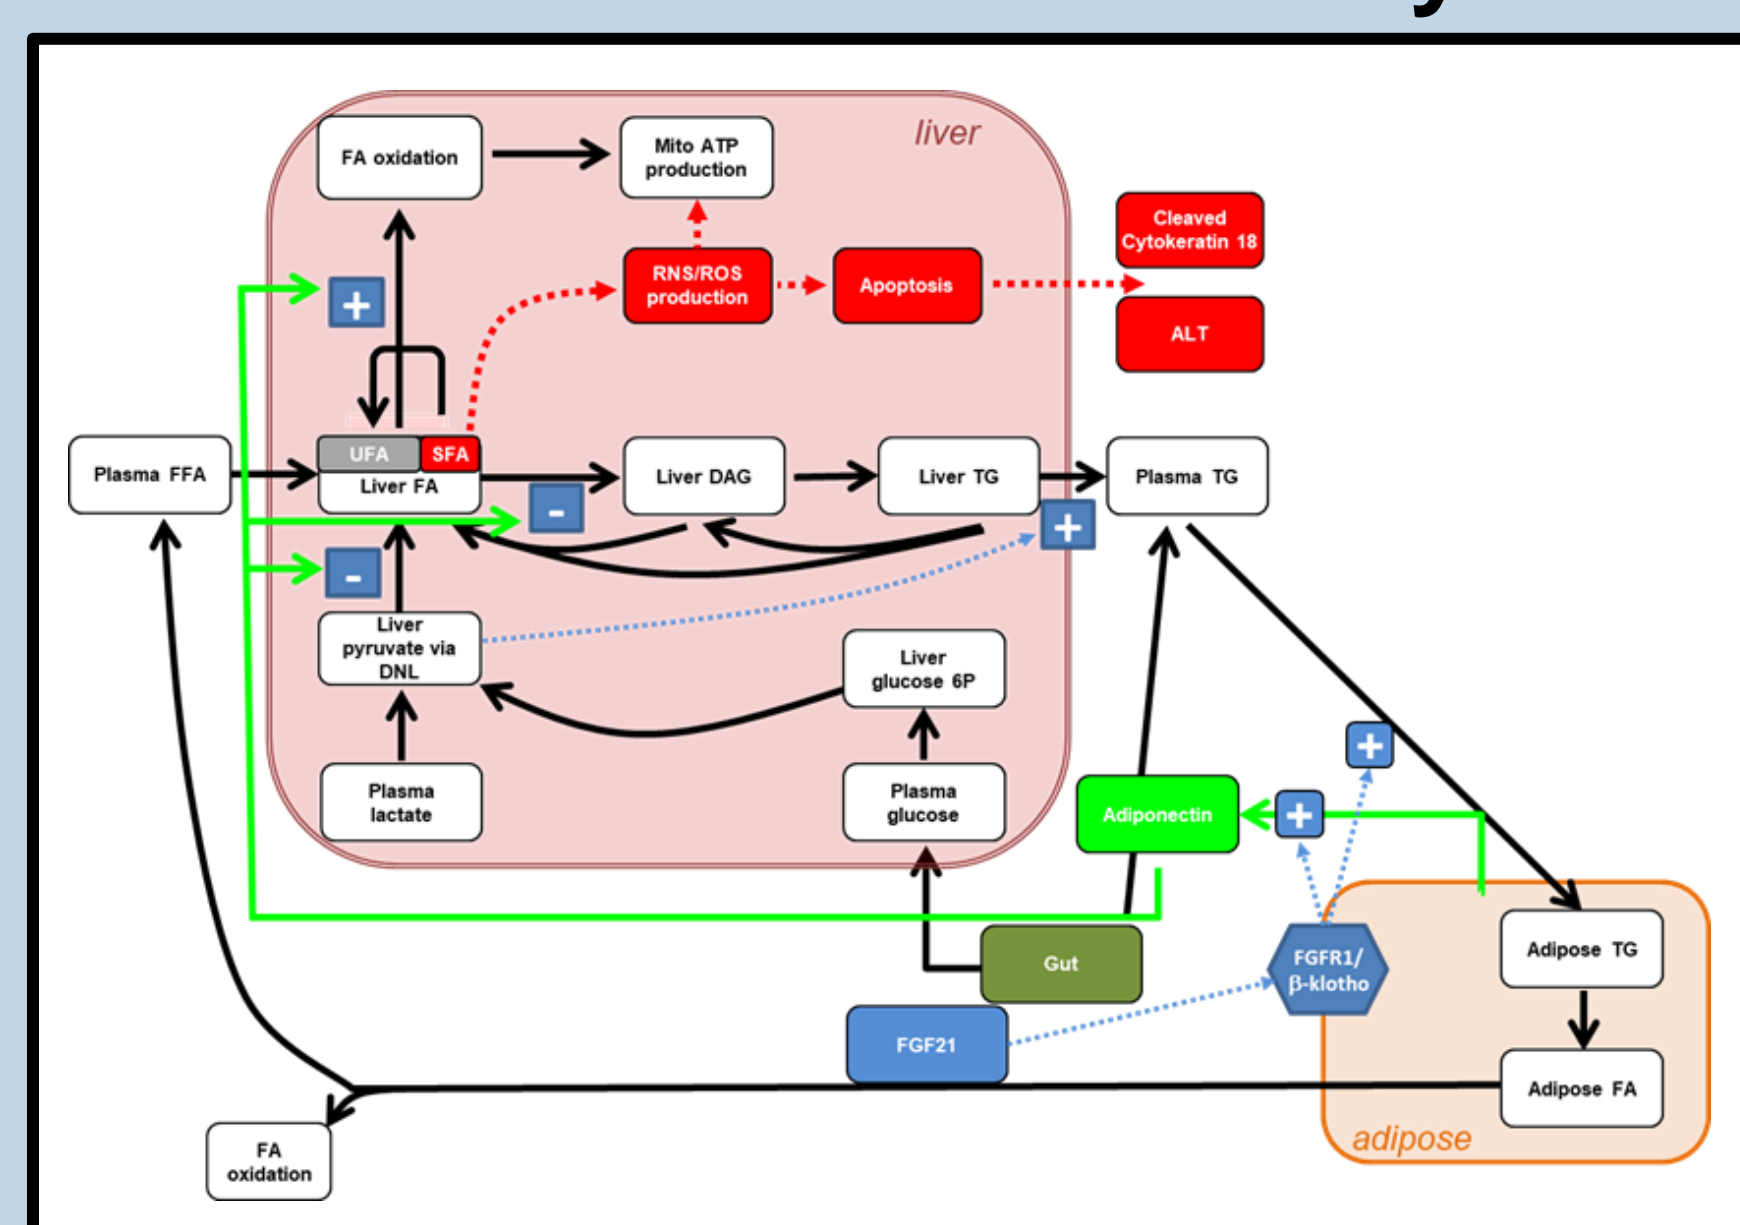 liver
FA oxidation
Mito ATP
production
Cleaved
Cytokeratin 18
RNS/ROS
production
Apoptosis
+
ALT
Plasma FFA
UFA
SFA
Liver FA
Liver DAG
Liver TG
Plasma TG
-
+
-
Liver
pyruvate via
DNL
Liver
glucose 6P
+
Plasma
lactate
Plasma
glucose
Adiponectin
+
Gut
FGFR1/
β-klotho
Adipose TG
FGF21
Adipose FA
adipose
FA
oxidation